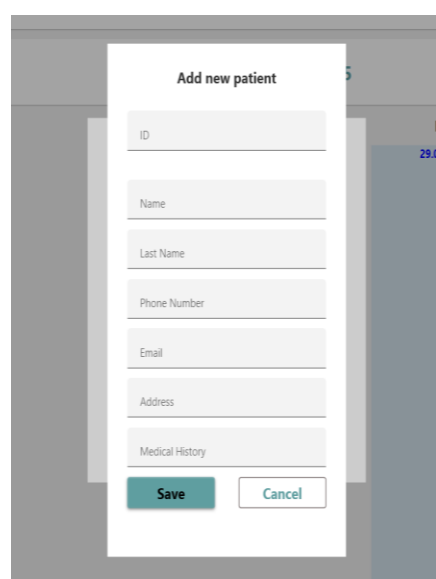 Add new patient
ID
Name
Last Name
Phone Number
Email
Address
Medical History
Save
Cancel